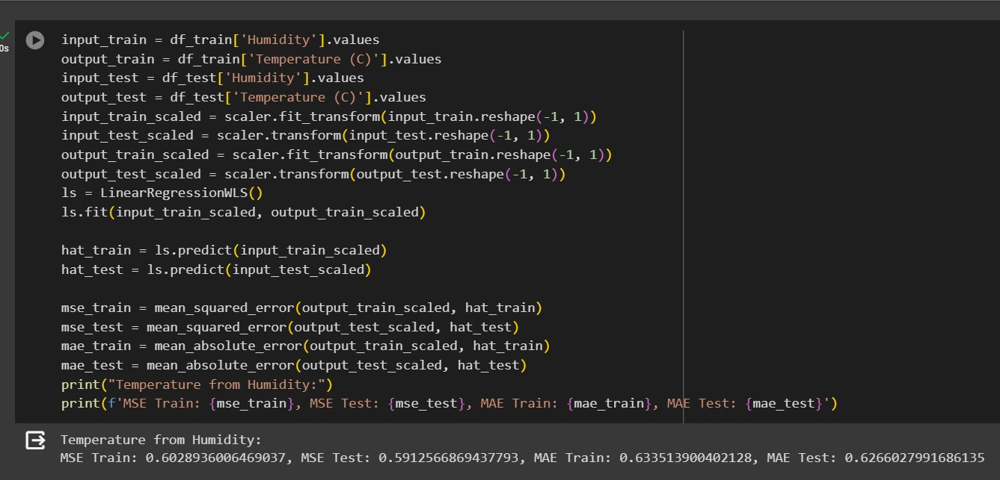 input_train = df_train['Humidity'].values
output_train = df_train['Temperature (C)'].values
input_test = df_test['Humidity'].values
output_test = df_test['Temperature (C)'].values
input_train_scaled = scaler.fit_transform(input_train.reshape(-1, 1))
input_test_scaled = scaler.transform(input_test.reshape(-1, 1))
output_train_scaled = scaler.fit_transform(output_train.reshape(-1, 1))
output_test_scaled = scaler.transform(output_test.reshape(-1, 1))
0s
ls = LinearRegressionWLS()
ls.fit(input_train_scaled, output_train_scaled)
hat_train = ls.predict(input_train_scaled)
hat_test = ls.predict(input_test_scaled)
mse_train = mean_squared_error(output_train_scaled, hat_train)
mse_test = mean_squared_error(output_test_scaled, hat_test)
mae_train = mean_absolute_error(output_train_scaled, hat_train)
mae_test = mean_absolute_error(output_test_scaled, hat_test)
print("Temperature from Humidity:")
print(f'MSE Train: {mse_train}, MSE Test: {mse_test}, MAE Train: {mae_train}, MAE Test: {mae_test}')
Temperature from Humidity:
MSE Train: 0.6028936006469037, MSE Test: 0.5912566869437793, MAE Train: 0.633513900402128, MAE Test: 0.6266027991686135